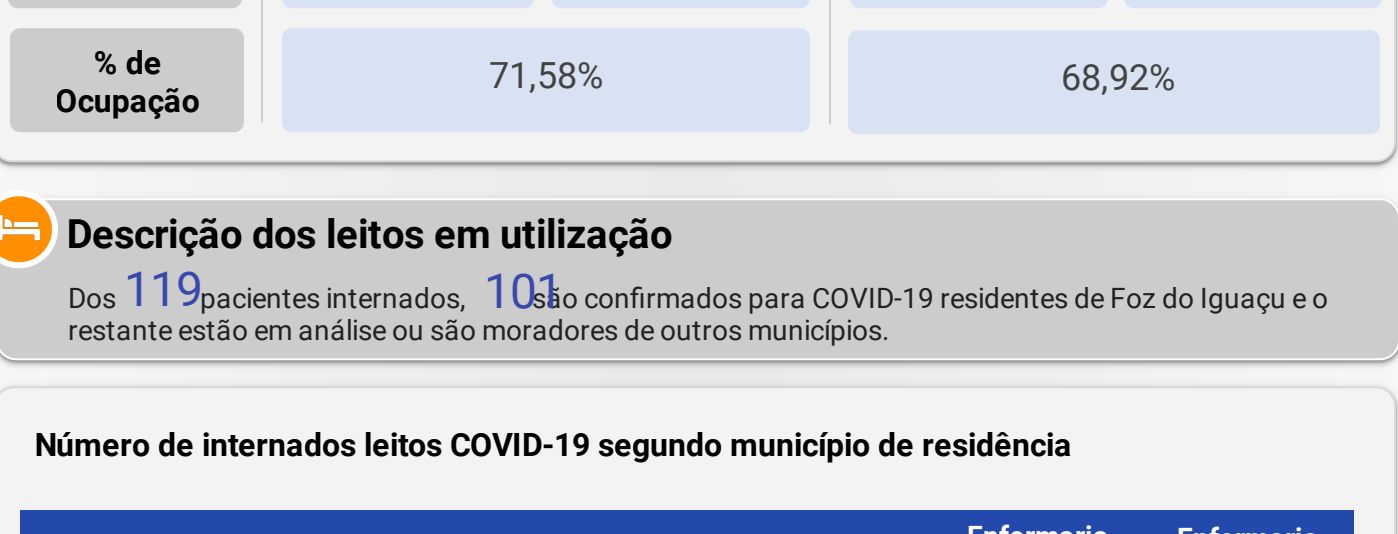 % de
Ocupação
71,58%
68,92%
Descrição dos leitos em utilização
Dos 119 pacientes internados, 101 são confirmados para COVID-19 residentes de Foz do Iguaçu e o
restante estão em análise ou são moradores de outros municípios.
Número de internados leitos COVID-19 segundo município de residência
Enfermaria Enfermaria